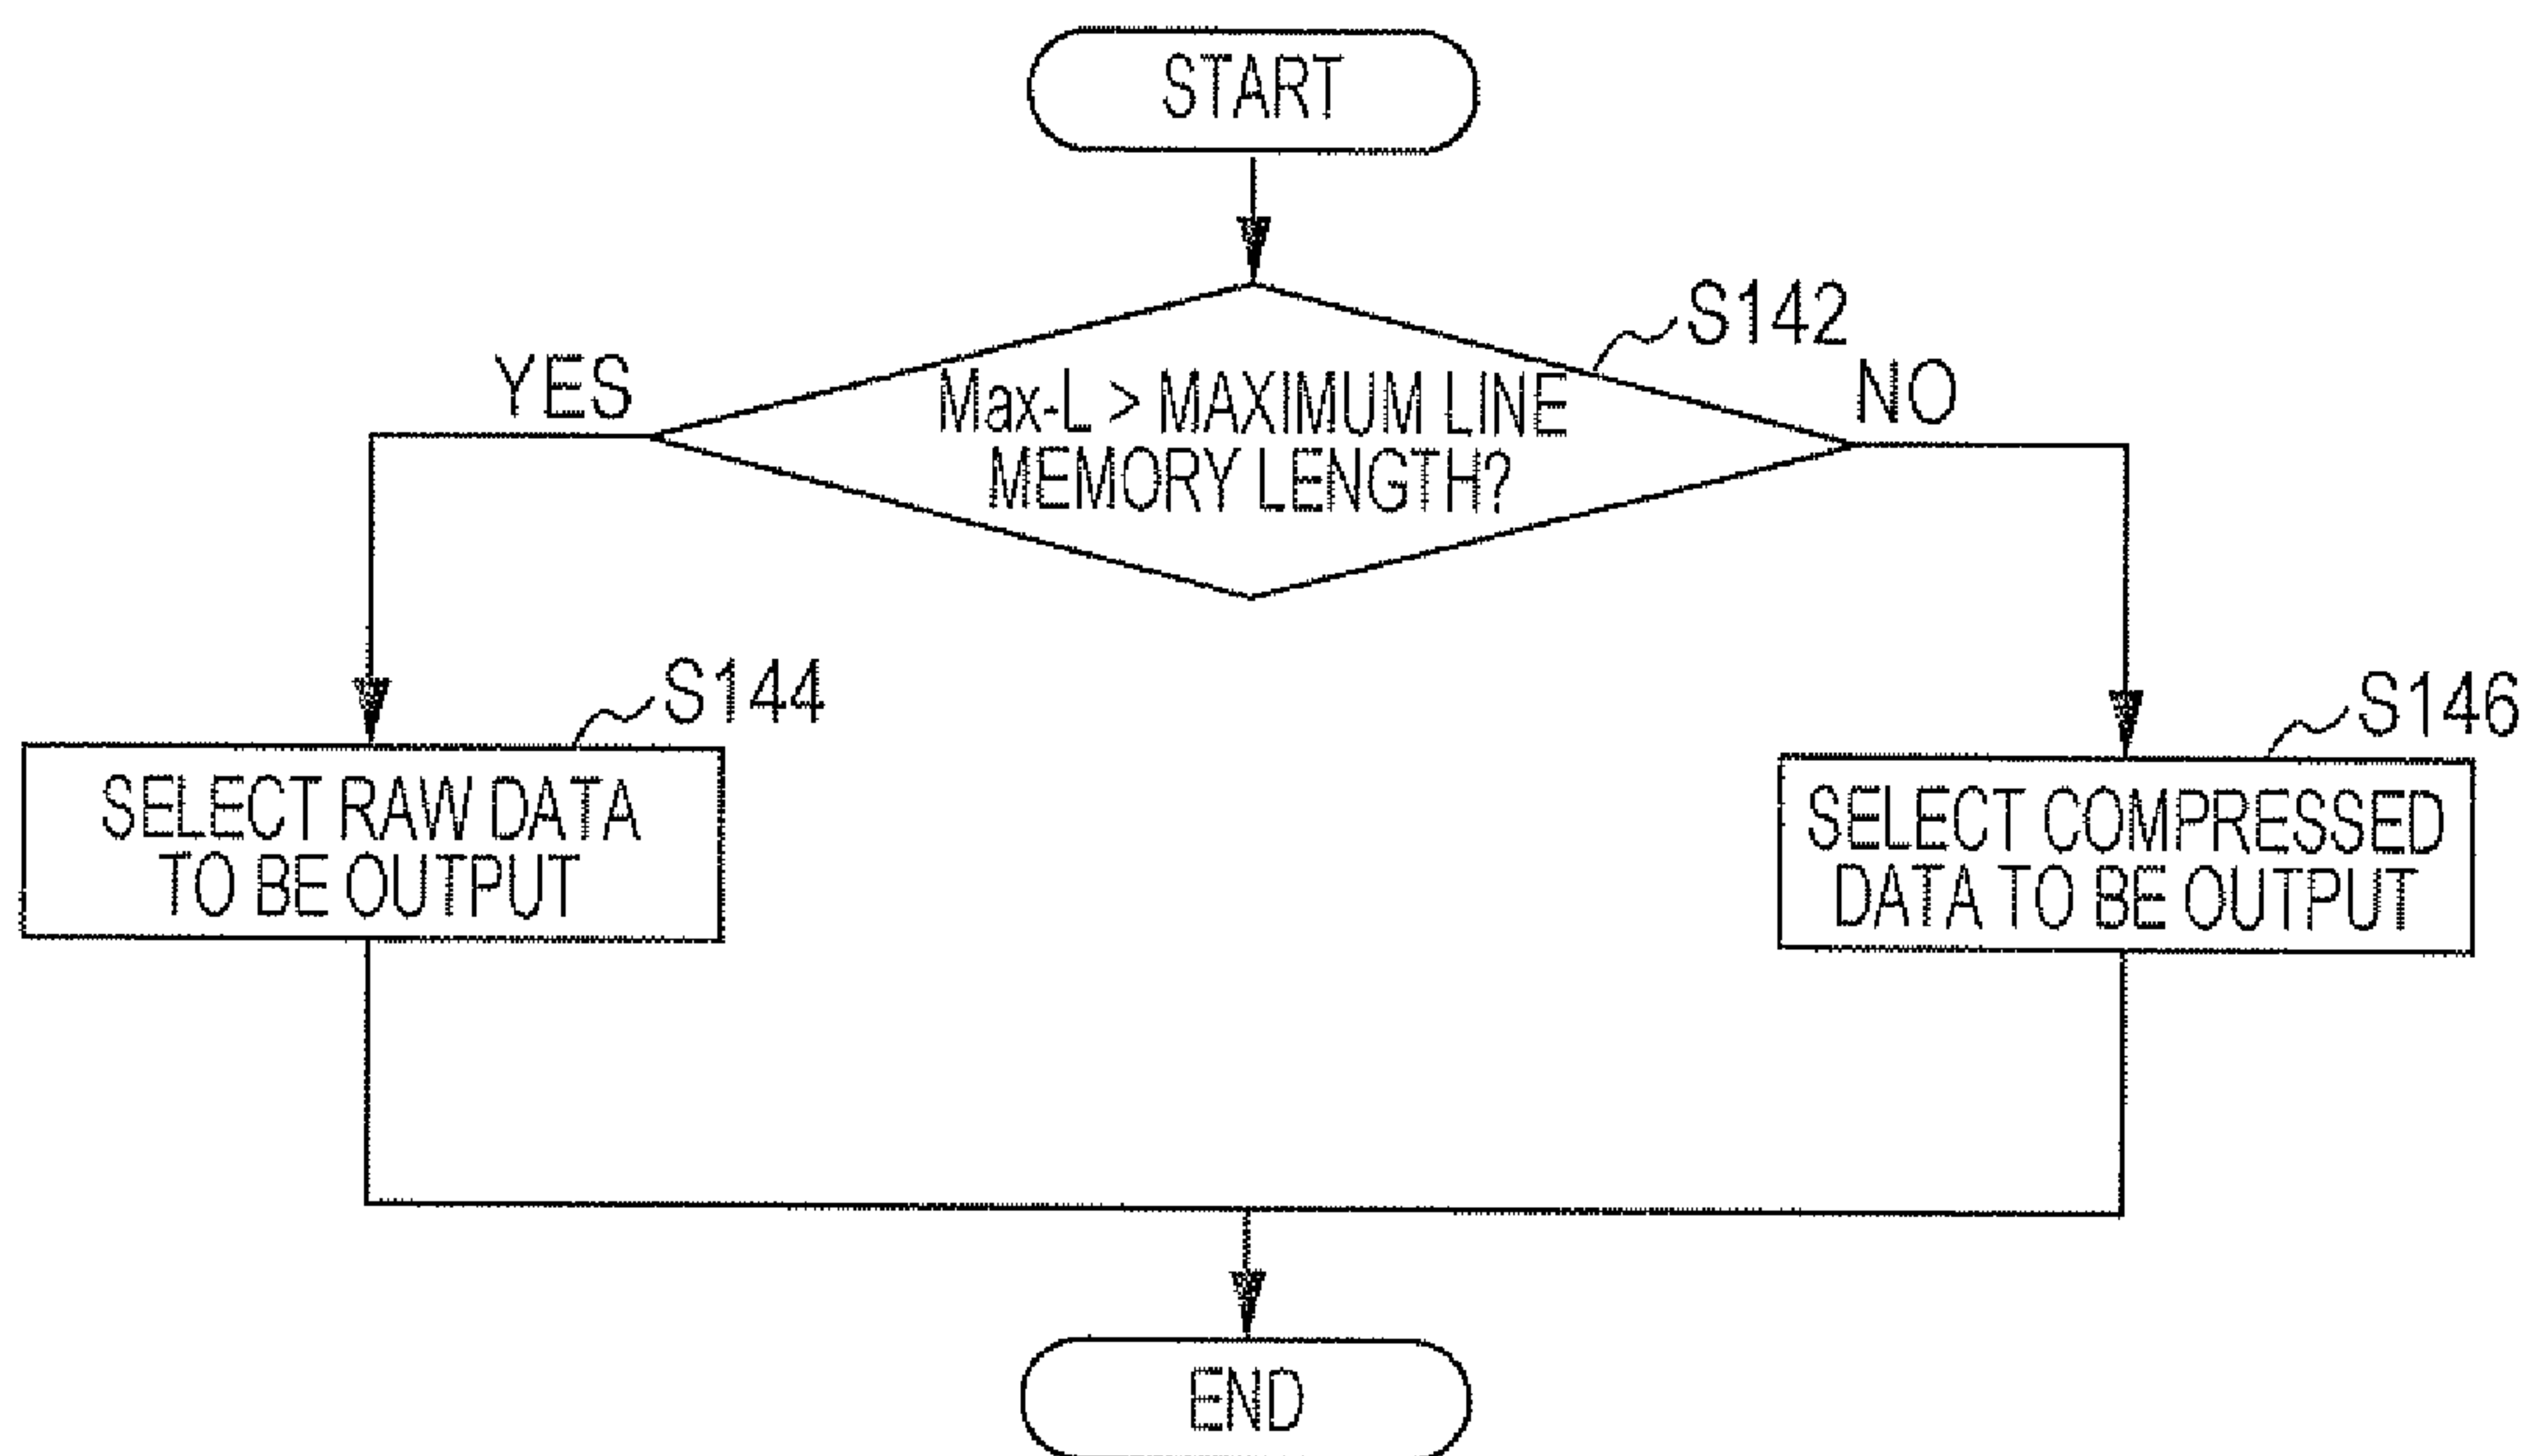 START
S142
YES
NO
Max-L > MAXIMUM LINE
MEMORY LENGTH?
S144
S146
SELECT RAW DATA
TO BE OUTPUT
SELECT COMPRESSED
DATA TO BE OUTPUT
END